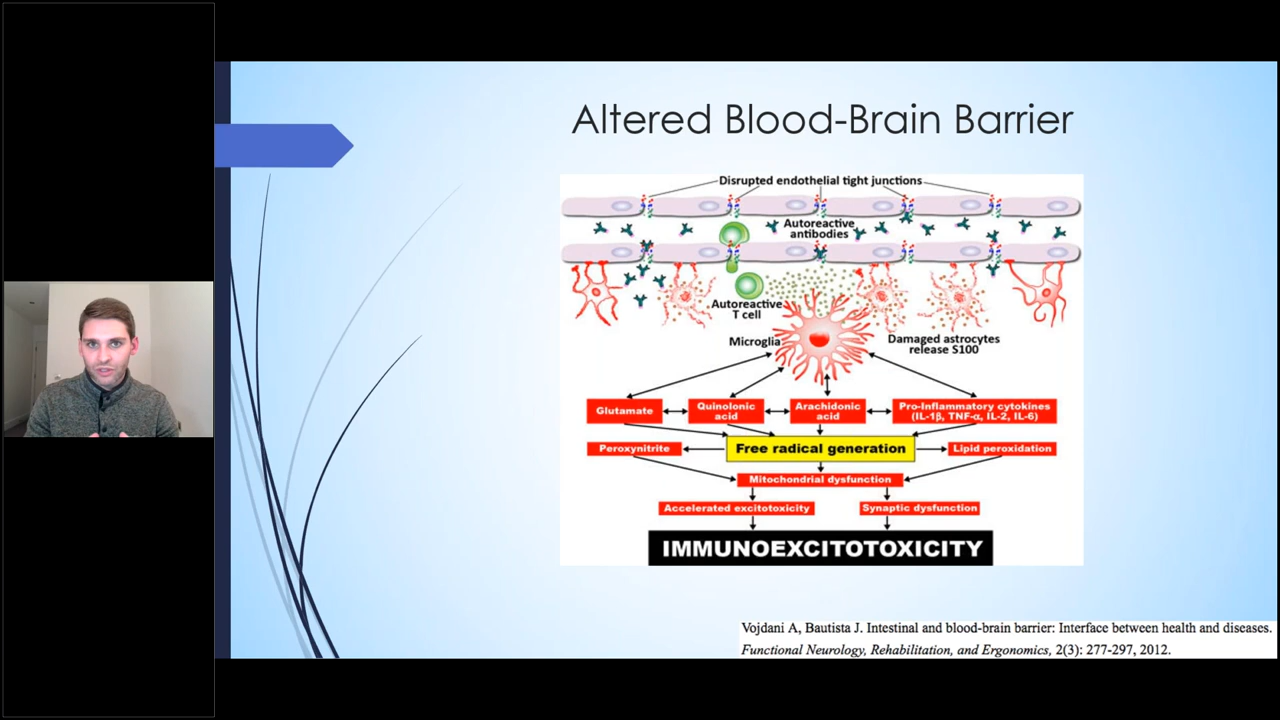 Altered Blood-Brain Barrier
Disrupted endothelial tight junctions
Autoreactive
antibodies
Autoreactive
T cell
Microglia
Damaged astrocytes
release S100
Glutamate
Quinolonic
acid
Arachidonic
acid
Pro-Inflammatory cytokines
(IL-1β, TNF-α, IL-2, IL-6)
Peroxynitrite
Free radical generation
Lipid peroxidation
Mitochondrial dysfunction
Accelerated excitotoxicity
Synaptic dysfunction
IMMUNOEXCITOTOXICITY
Vojdani A, Bautista J. Intestinal and blood-brain barrier: Interface between health and diseases.
Functional Neurology, Rehabilitation, and Ergonomics, 2(3): 277-297, 2012.